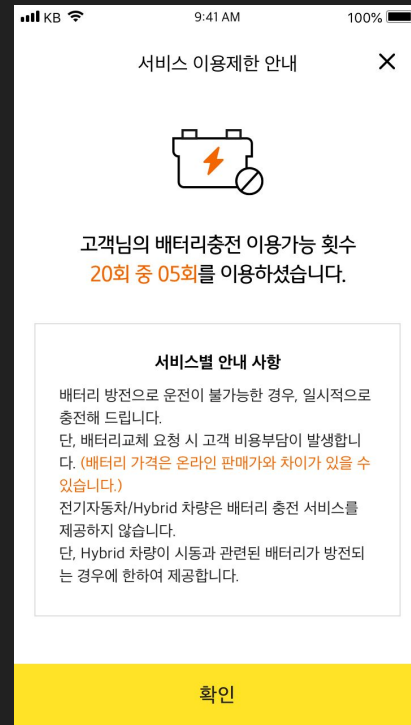 KB
9:41 AM
100%
서비스 이용제한 안내
고객님의 배터리충전 이용가능 횟수
20회 중 05회를 이용하셨습니다.
서비스별 안내 사항
배터리 방전으로 운전이 불가능한 경우, 일시적으로
충전해 드립니다.
단, 배터리교체 요청 시 고객 비용부담이 발생합니
다. (배터리 가격은 온라인 판매가와 차이가 있을 수
있습니다.)
전기자동차/Hybrid 차량은 배터리 충전 서비스를
제공하지 않습니다.
단, Hybrid 차량이 시동과 관련된 배터리가 방전되
는 경우에 한하여 제공합니다.
확인